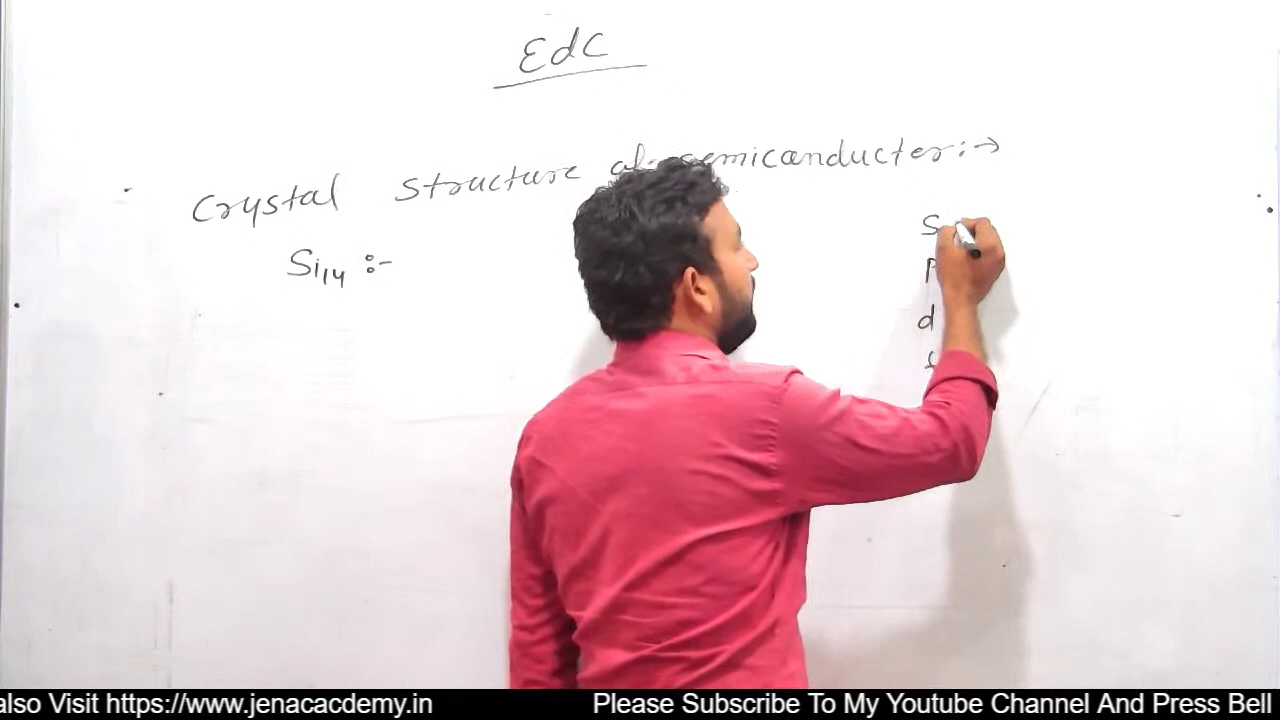 EdC
Crystal structure of semiconducter:→
Si14 :-
S
p
d
f
also Visit https://www.jenacacdemy.in Please Subscribe To My Youtube Channel And Press Bell